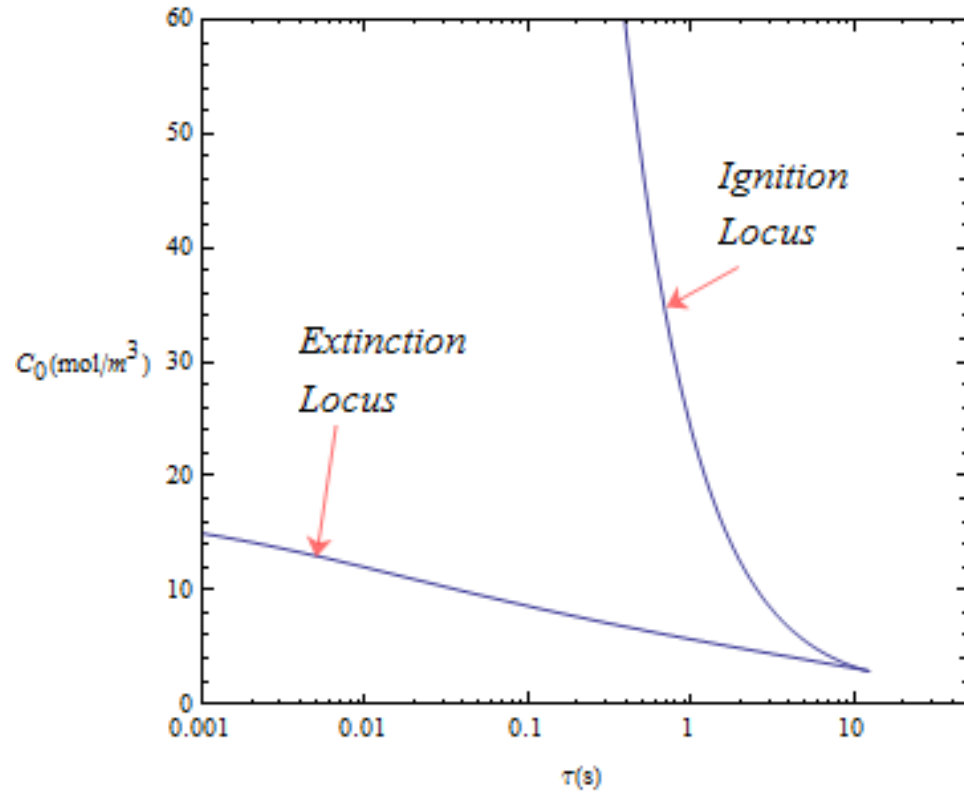 60
50
Ignition
Locus
40
Extinction
Locus
C₀(mol/m³)
30
20
10
0
0.001
0.01
0.1
1
10
τ(s)